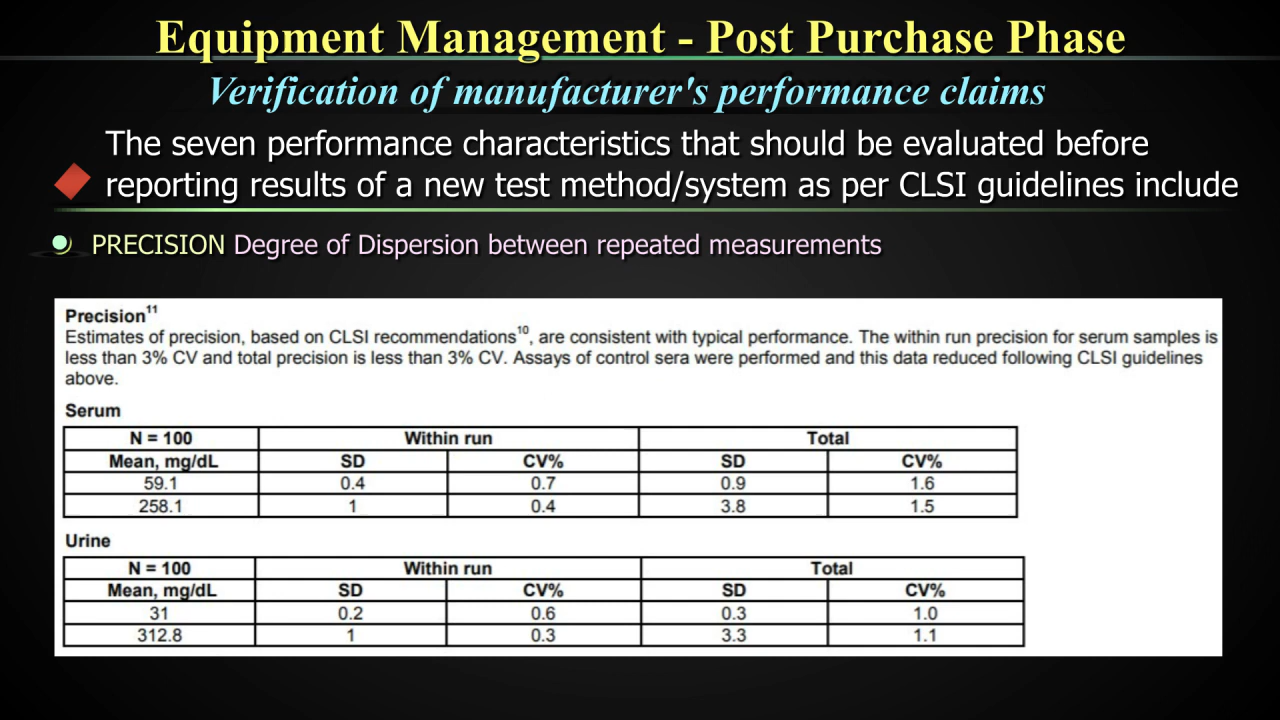 Equipment Management - Post Purchase Phase
Verification of manufacturer's performance claims
The seven performance characteristics that should be evaluated before
reporting results of a new test method/system as per CLSI guidelines include
PRECISION Degree of Dispersion between repeated measurements
Precision11
Estimates of precision, based on CLSI recommendations10, are consistent with typical performance. The within run precision for serum samples is
less than 3% CV and total precision is less than 3% CV. Assays of control sera were performed and this data reduced following CLSI guidelines
above.
Serum
N = 100 Within run Total
Mean, mg/dL SD CV% SD CV%
59.1 0.4 0.7 0.9 1.6
258.1 1 0.4 3.8 1.5
Urine
N = 100 Within run Total
Mean, mg/dL SD CV% SD CV%
31 0.2 0.6 0.3 1.0
312.8 1 0.3 3.3 1.1